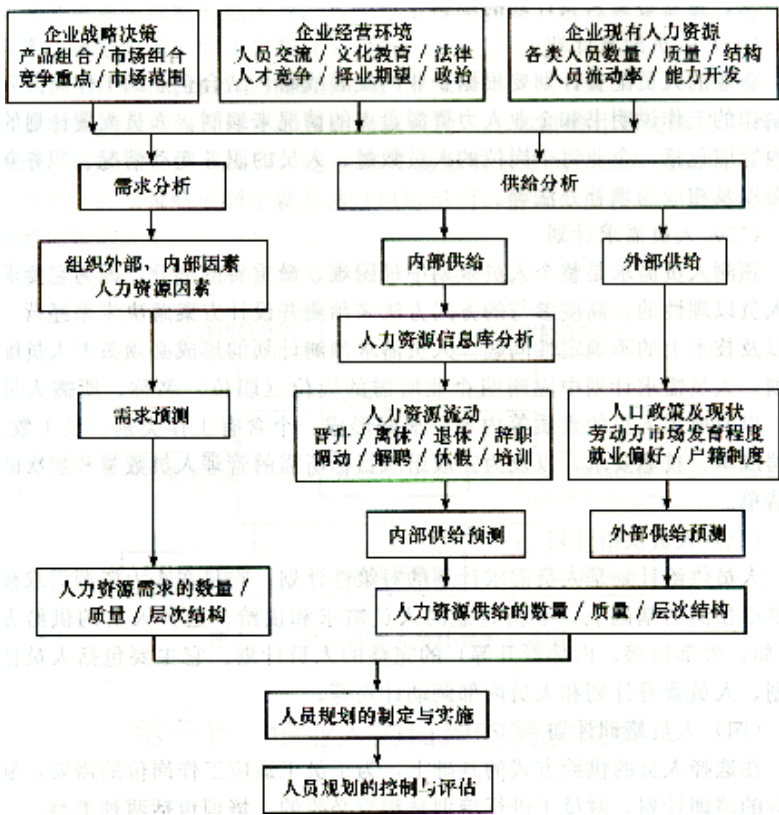 企业战略决策
产品组合/市场组合
竞争重点/市场范围
企业经营环境
人员交流/文化教育/法律
人才竞争/择业期望/政治
企业现有人力资源
各类人员数量/质量/结构
人员流动率/能力开发
需求分析
供给分析
组织外部、内部因素
人力资源因素
内部供给
外部供给
人力资源信息库分析
需求预测
人力资源流动
晋升/离休/退休/辞职
调动/解聘/休假/培训
人口政策及现状
劳动力市场发育程度
就业偏好/户籍制度
内部供给预测
外部供给预测
人力资源需求的数量/
质量/层次结构
人力资源供给的数量/质量/层次结构
人员规划的制定与实施
人员规划的控制与评估